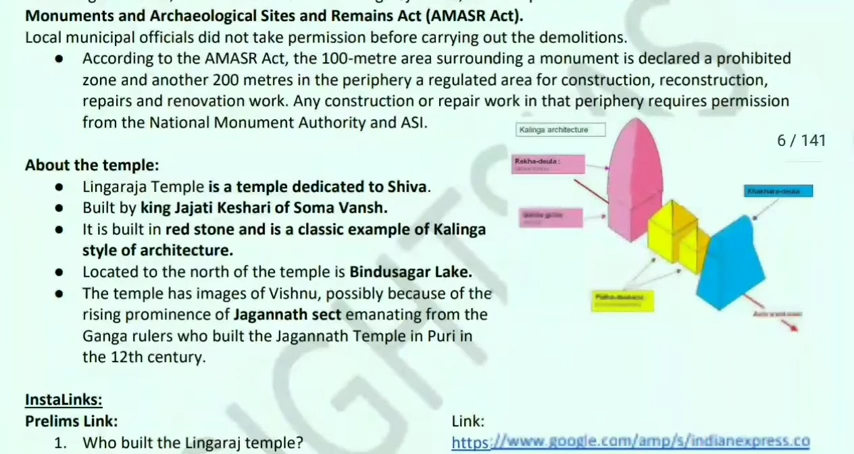 Monuments and Archaeological Sites and Remains Act (AMASR Act).
Local municipal officials did not take permission before carrying out the demolitions.
● According to the AMASR Act, the 100-metre area surrounding a monument is declared a prohibited
zone and another 200 metres in the periphery a regulated area for construction, reconstruction,
repairs and renovation work. Any construction or repair work in that periphery requires permission
from the National Monument Authority and ASI.
Kalinga architecture
6 / 141
Rekha-deula :
Khakhara-deula
About the temple:
● Lingaraja Temple is a temple dedicated to Shiva.
● Built by king Jajati Keshari of Soma Vansh.
● It is built in red stone and is a classic example of Kalinga
style of architecture.
● Located to the north of the temple is Bindusagar Lake.
● The temple has images of Vishnu, possibly because of the
rising prominence of Jagannath sect emanating from the
Ganga rulers who built the Jagannath Temple in Puri in
the 12th century.
InstaLinks:
Prelims Link:
1. Who built the Lingaraj temple?
Link:
https://www.google.com/amp/s/indianexpress.co